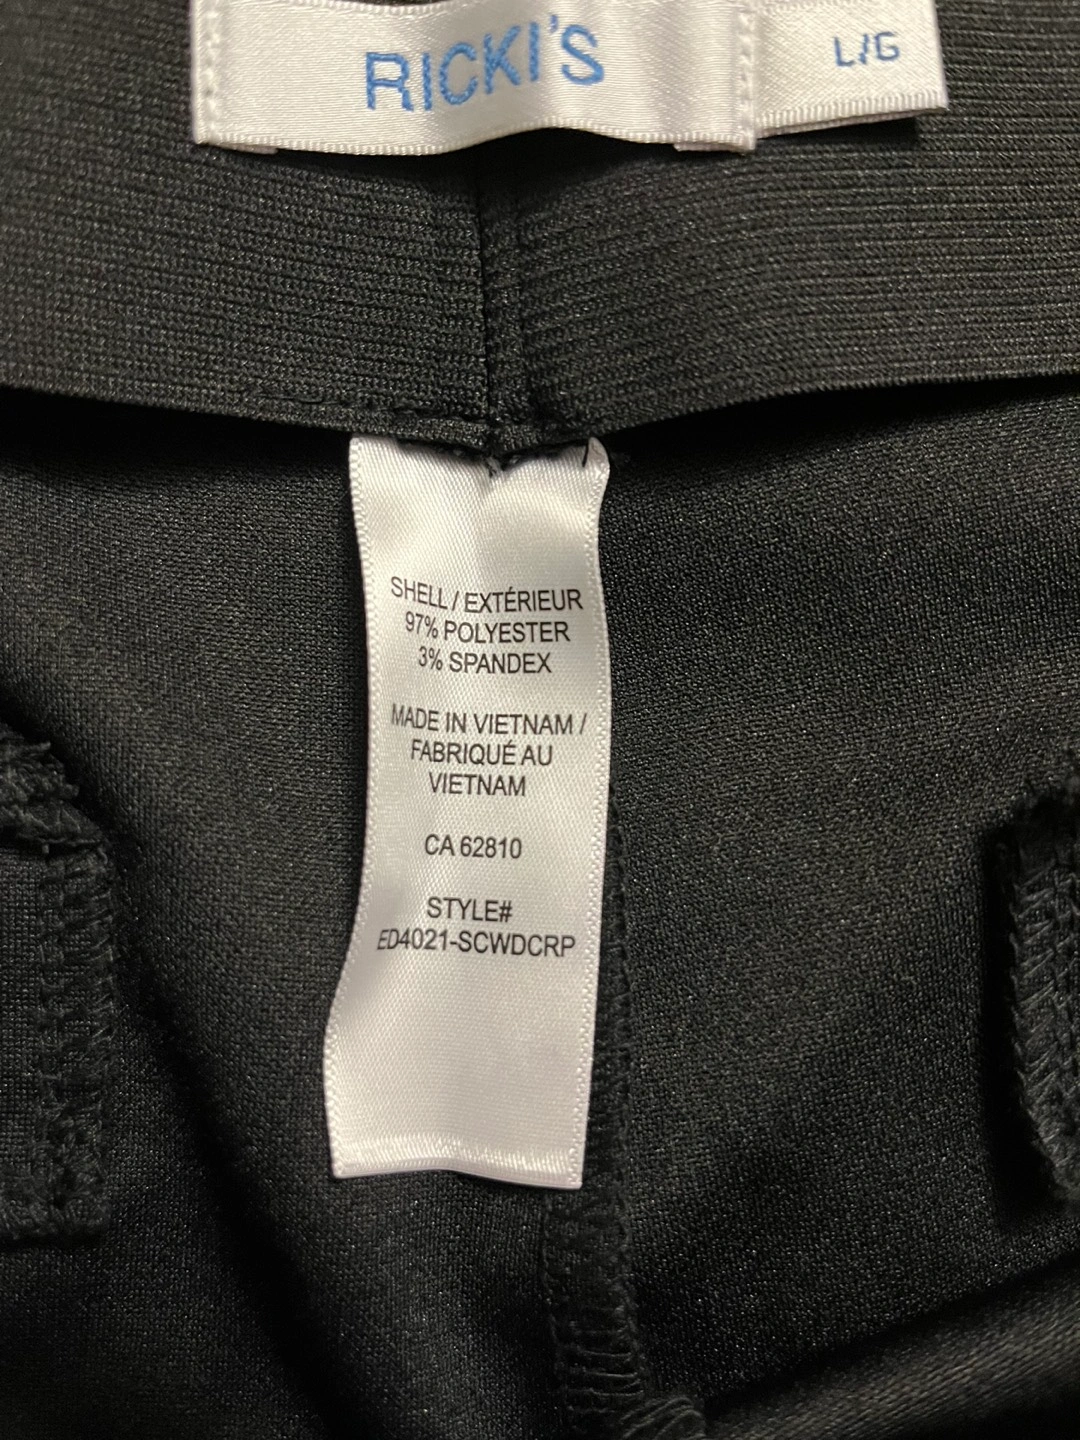 RICKI'S
L/G
SHELL / EXTÉRIEUR
97% POLYESTER
3% SPANDEX
MADE IN VIETNAM /
FABRIQUÉ AU
VIETNAM
CA 62810
STYLE#
ED4021-SCWDCRP